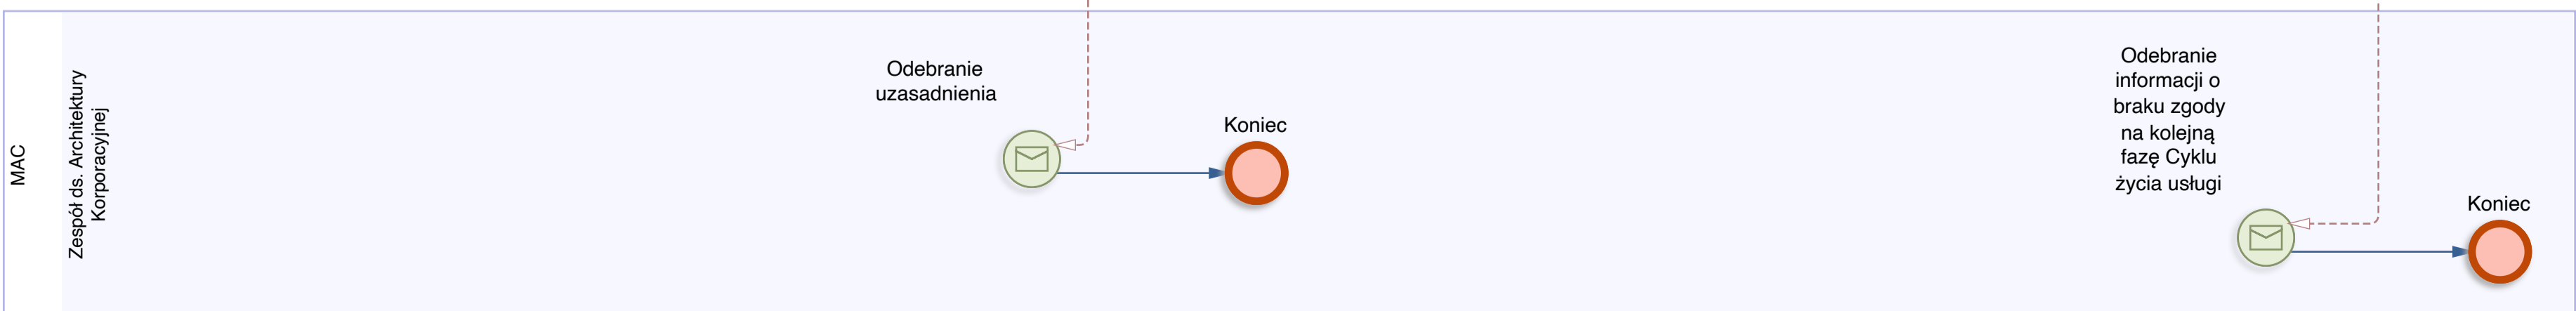 MAC
Zespół ds. Architektury
Korporacyjnej
Odebranie
uzasadnienia
Koniec
Odebranie
informacji o
braku zgody
na kolejną
fazę Cyklu
życia usługi
Koniec